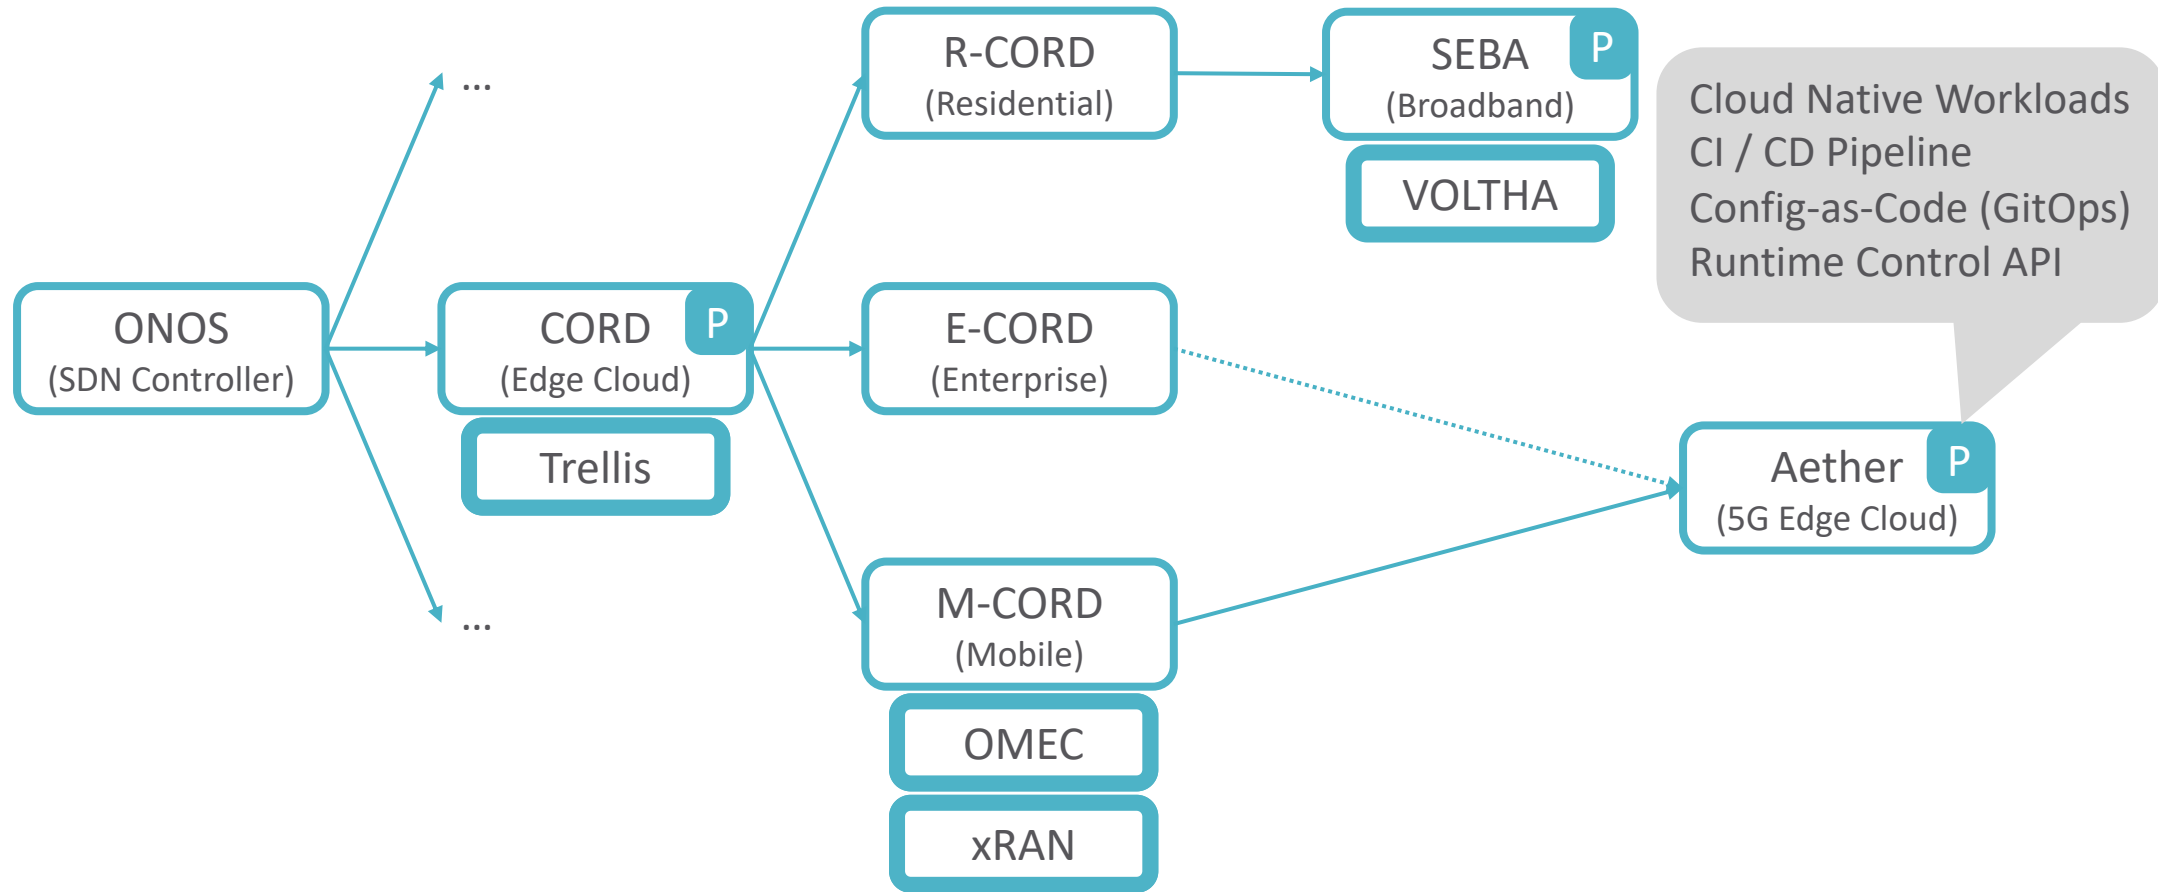 ...
ONOS
(SDN Controller)
CORD
(Edge Cloud)
P
Trellis
...
R-CORD
(Residential)
E-CORD
(Enterprise)
M-CORD
(Mobile)
OMEC
xRAN
SEBA
(Broadband)
P
VOLTHA
Cloud Native Workloads
CI / CD Pipeline
Config-as-Code (GitOps)
Runtime Control API
Aether
(5G Edge Cloud)
P